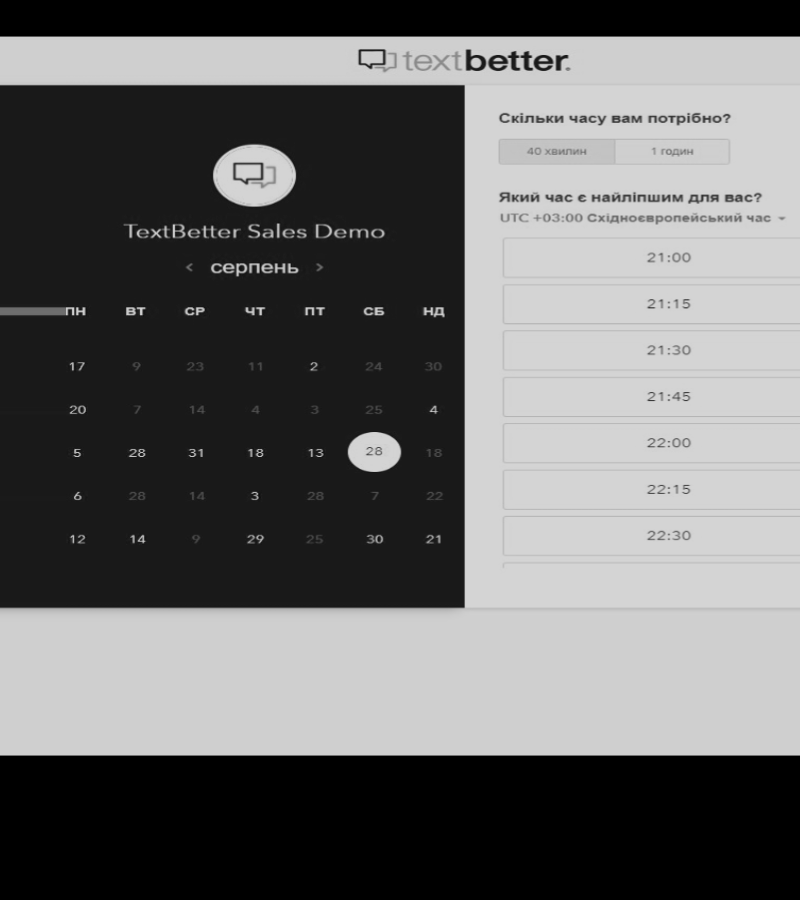 textbetter.
TextBetter Sales Demo
< серпень >
ПН ВТ СР ЧТ ПТ СБ НД
17 9 23 11 2 24 30
20 7 14 4 3 25 4
5 28 31 18 13 28 18
6 28 14 3 28 7 22
12 14 9 29 25 30 21
Скільки часу вам потрібно?
40 хвилин 1 годин
Який час є найліпшим для вас?
UTC +03:00 Східноєвропейський час
21:00
21:15
21:30
21:45
22:00
22:15
22:30